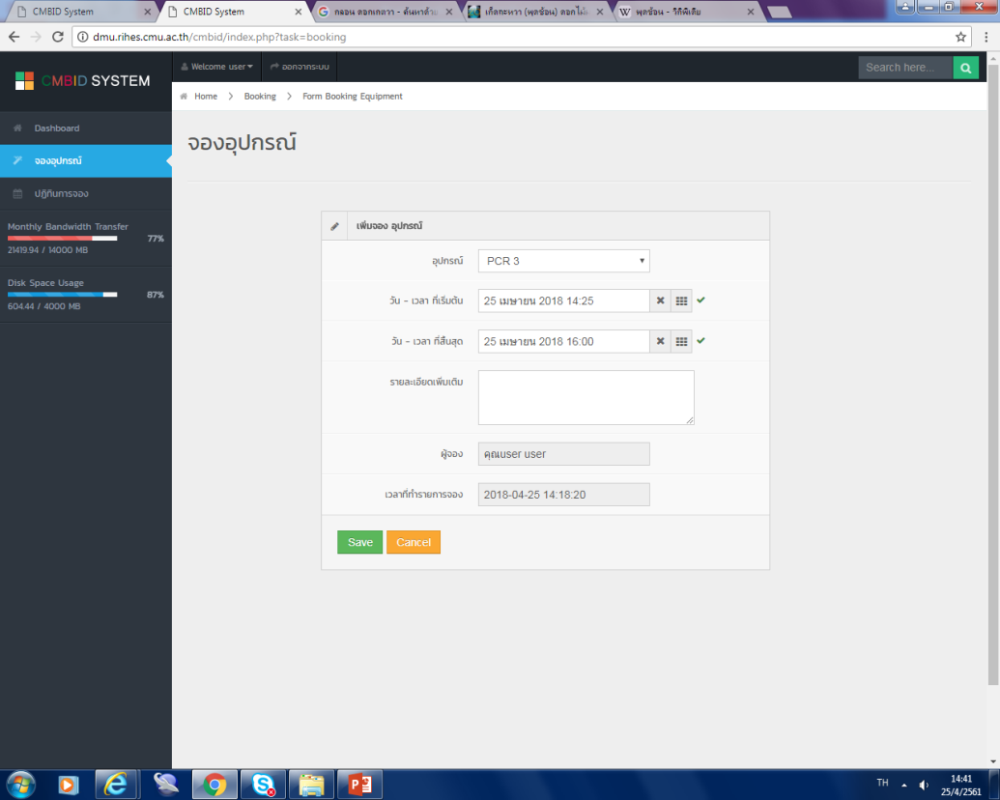 CMBID System
CMBID System
กลอน ดอกเกตวา - ค้นหาด้วย
เก็ดถะหวา (พุดซ้อน) ดอกไม้
พุดซ้อน - วิกิพีเดีย
dmu.rihes.cmu.ac.th/cmbid/index.php?task=booking
CMBID SYSTEM
Welcome user
ออกจากระบบ
Search here...
Home > Booking > Form Booking Equipment
Dashboard
จองอุปกรณ์
ปฏิทินการจอง
Monthly Bandwidth Transfer
77%
21419.94 / 14000 MB
Disk Space Usage
87%
604.44 / 4000 MB
จองอุปกรณ์
เพิ่มจอง อุปกรณ์
อุปกรณ์ PCR 3
วัน - เวลา ที่เริ่มต้น 25 เมษายน 2018 14:25
วัน - เวลา ที่สิ้นสุด 25 เมษายน 2018 16:00
รายละเอียดเพิ่มเติม
ผู้จอง คุณuser user
เวลาที่ทำรายการจอง 2018-04-25 14:18:20
Save Cancel
TH
14:41
25/4/2561